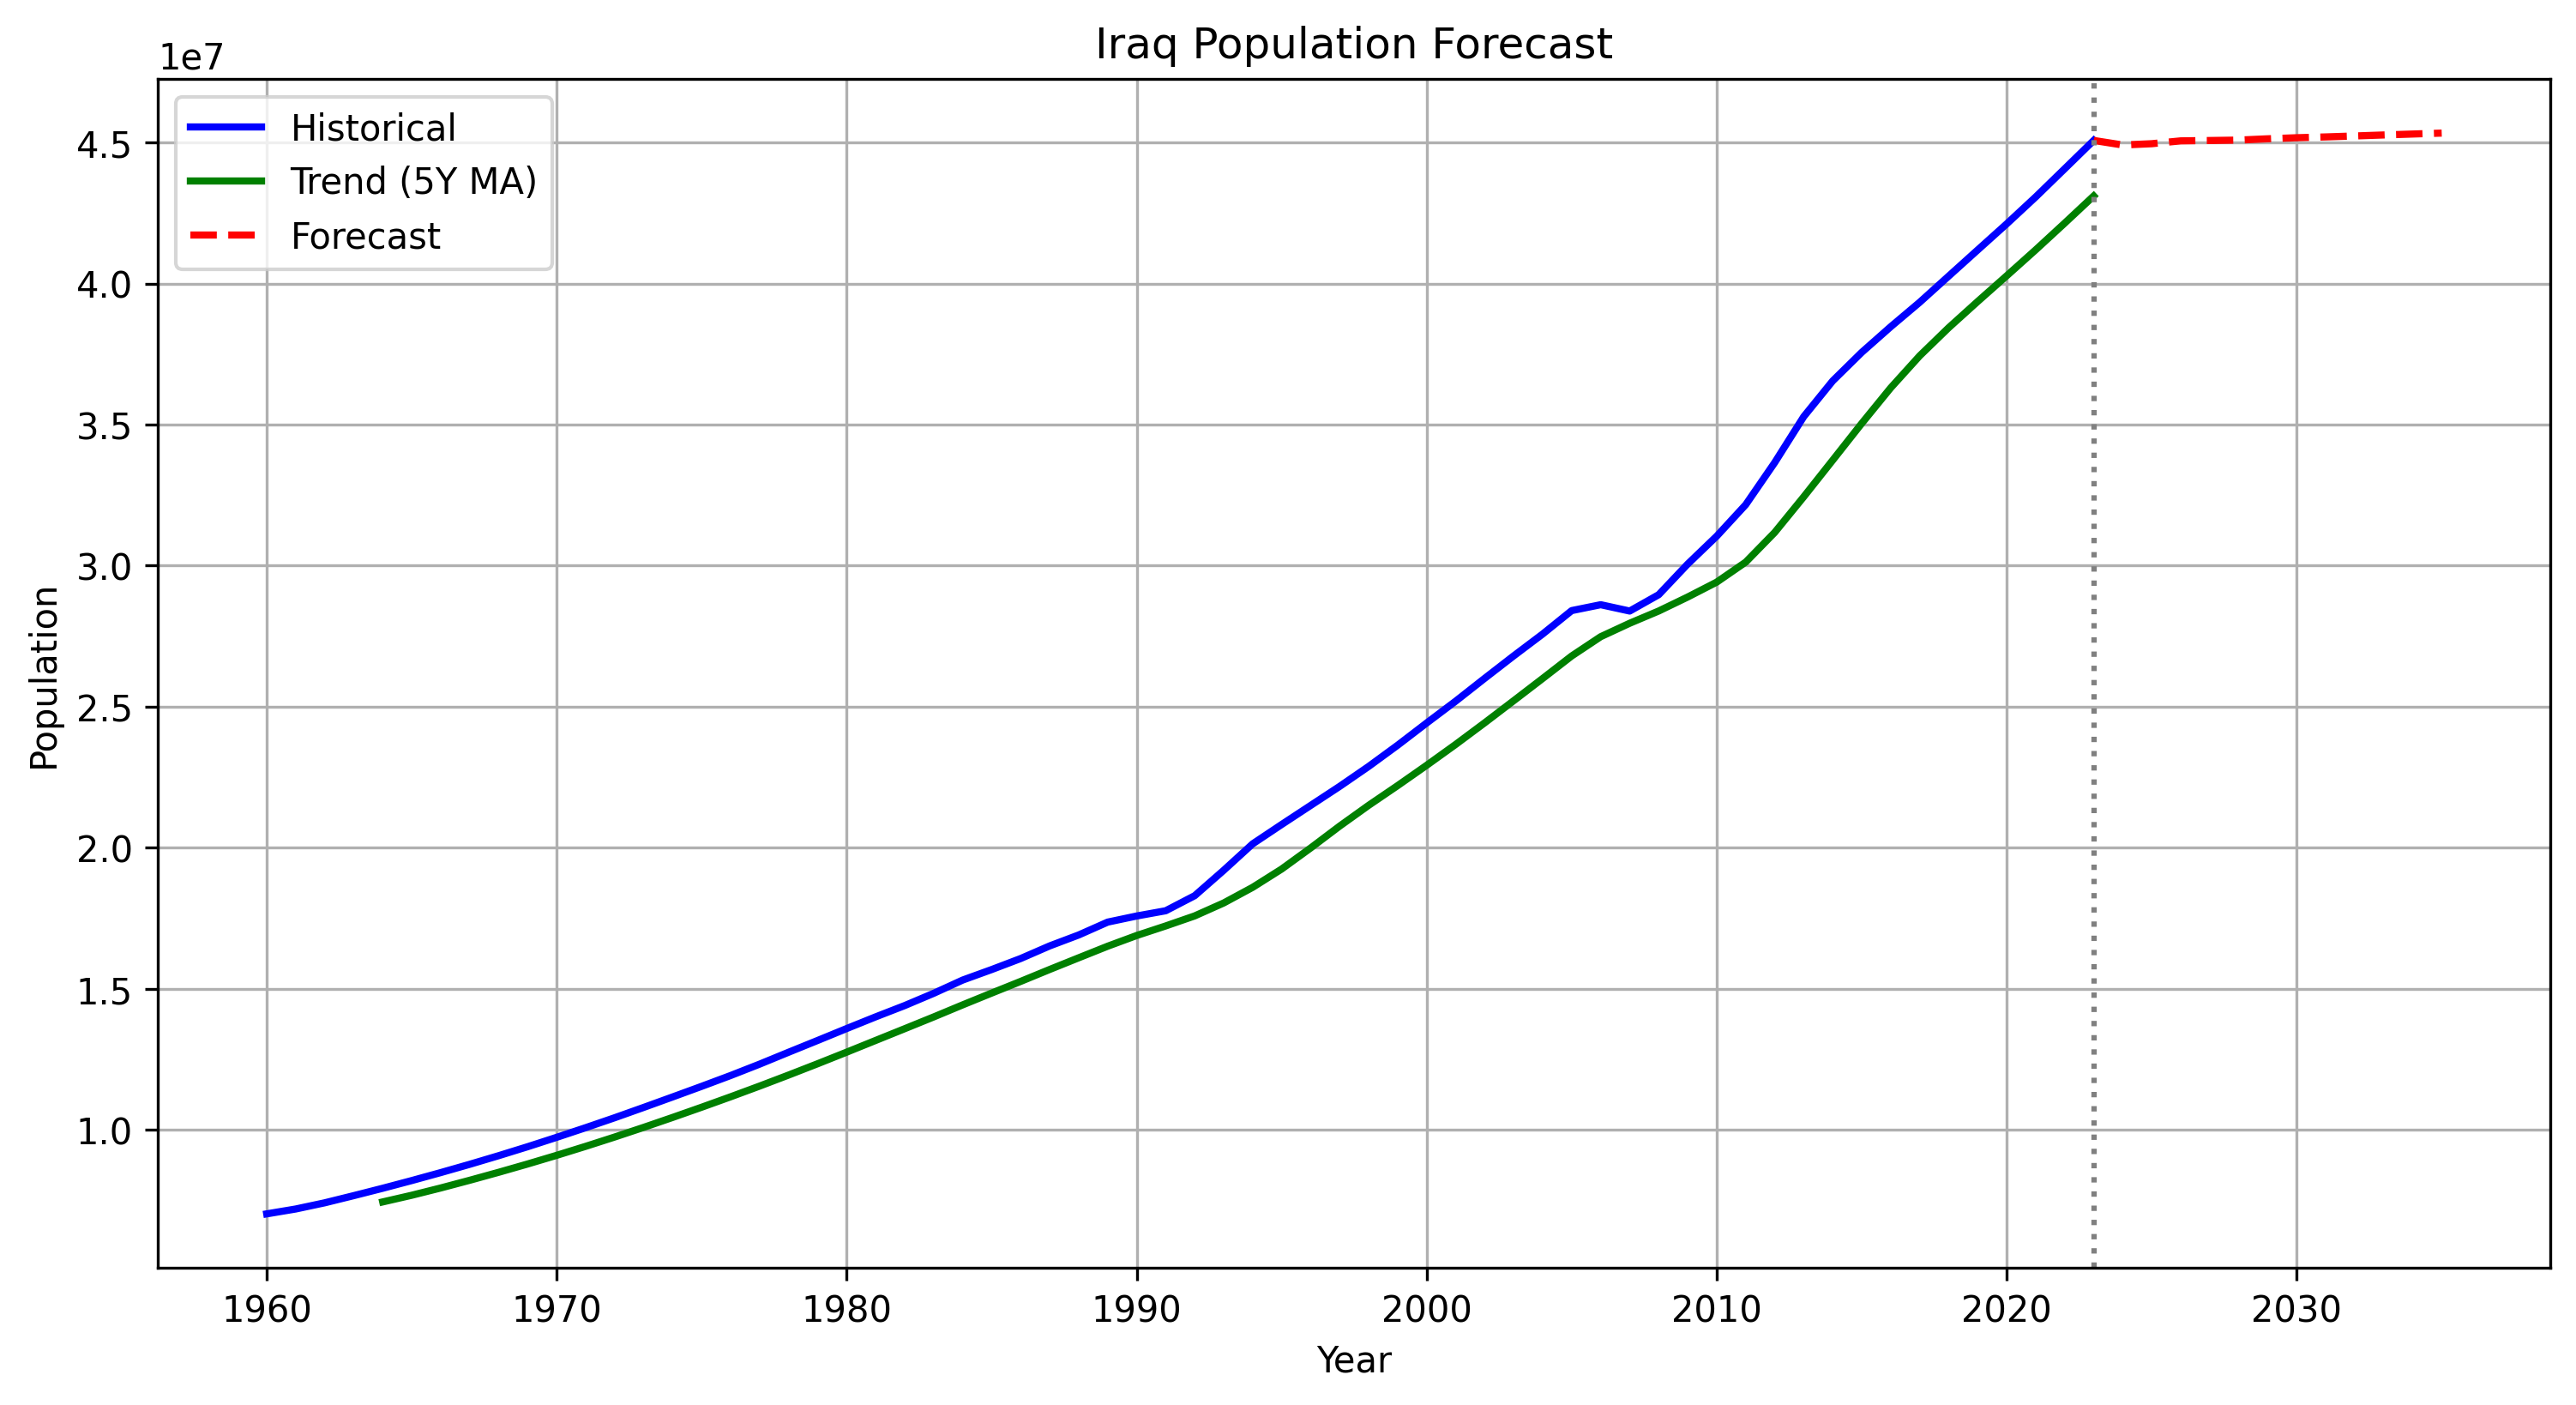 Iraq Population Forecast
1e7
Historical
Trend (5Y MA)
Forecast
4.5
4.0
3.5
3.0
2.5
2.0
1.5
1.0
Population
1960 1970 1980 1990 2000 2010 2020 2030
Year